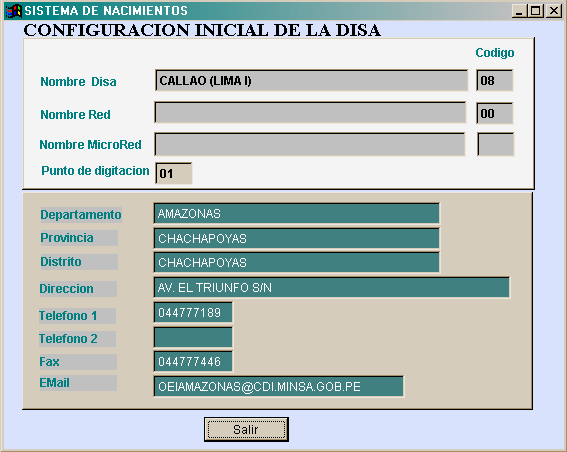 SISTEMA DE NACIMIENTOS
CONFIGURACION INICIAL DE LA DISA
Codigo
Nombre Disa CALLAO (LIMA I) 08
Nombre Red 00
Nombre MicroRed
Punto de digitacion 01
Departamento AMAZONAS
Provincia CHACHAPOYAS
Distrito CHACHAPOYAS
Direccion AV. EL TRIUNFO S/N
Telefono 1 044777189
Telefono 2
Fax 044777446
EMail OEIAMAZONAS@CDI.MINSA.GOB.PE
Salir